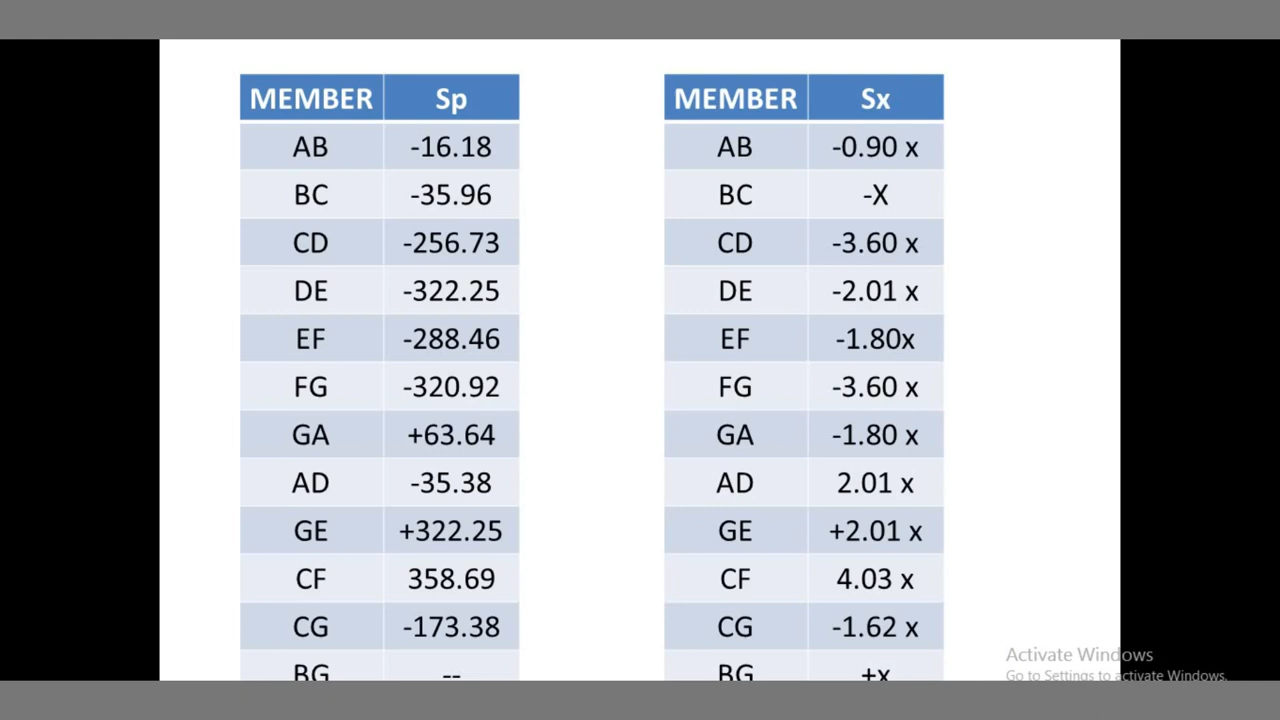 MEMBER Sp MEMBER Sx
AB -16.18 AB -0.90 x
BC -35.96 BC -X
CD -256.73 CD -3.60 x
DE -322.25 DE -2.01 x
EF -288.46 EF -1.80x
FG -320.92 FG -3.60 x
GA +63.64 GA -1.80 x
AD -35.38 AD 2.01 x
GE +322.25 GE +2.01 x
CF 358.69 CF 4.03 x
CG -173.38 CG -1.62 x
BG -- BG +x
Activate Windows
Go to Settings to activate Windows.